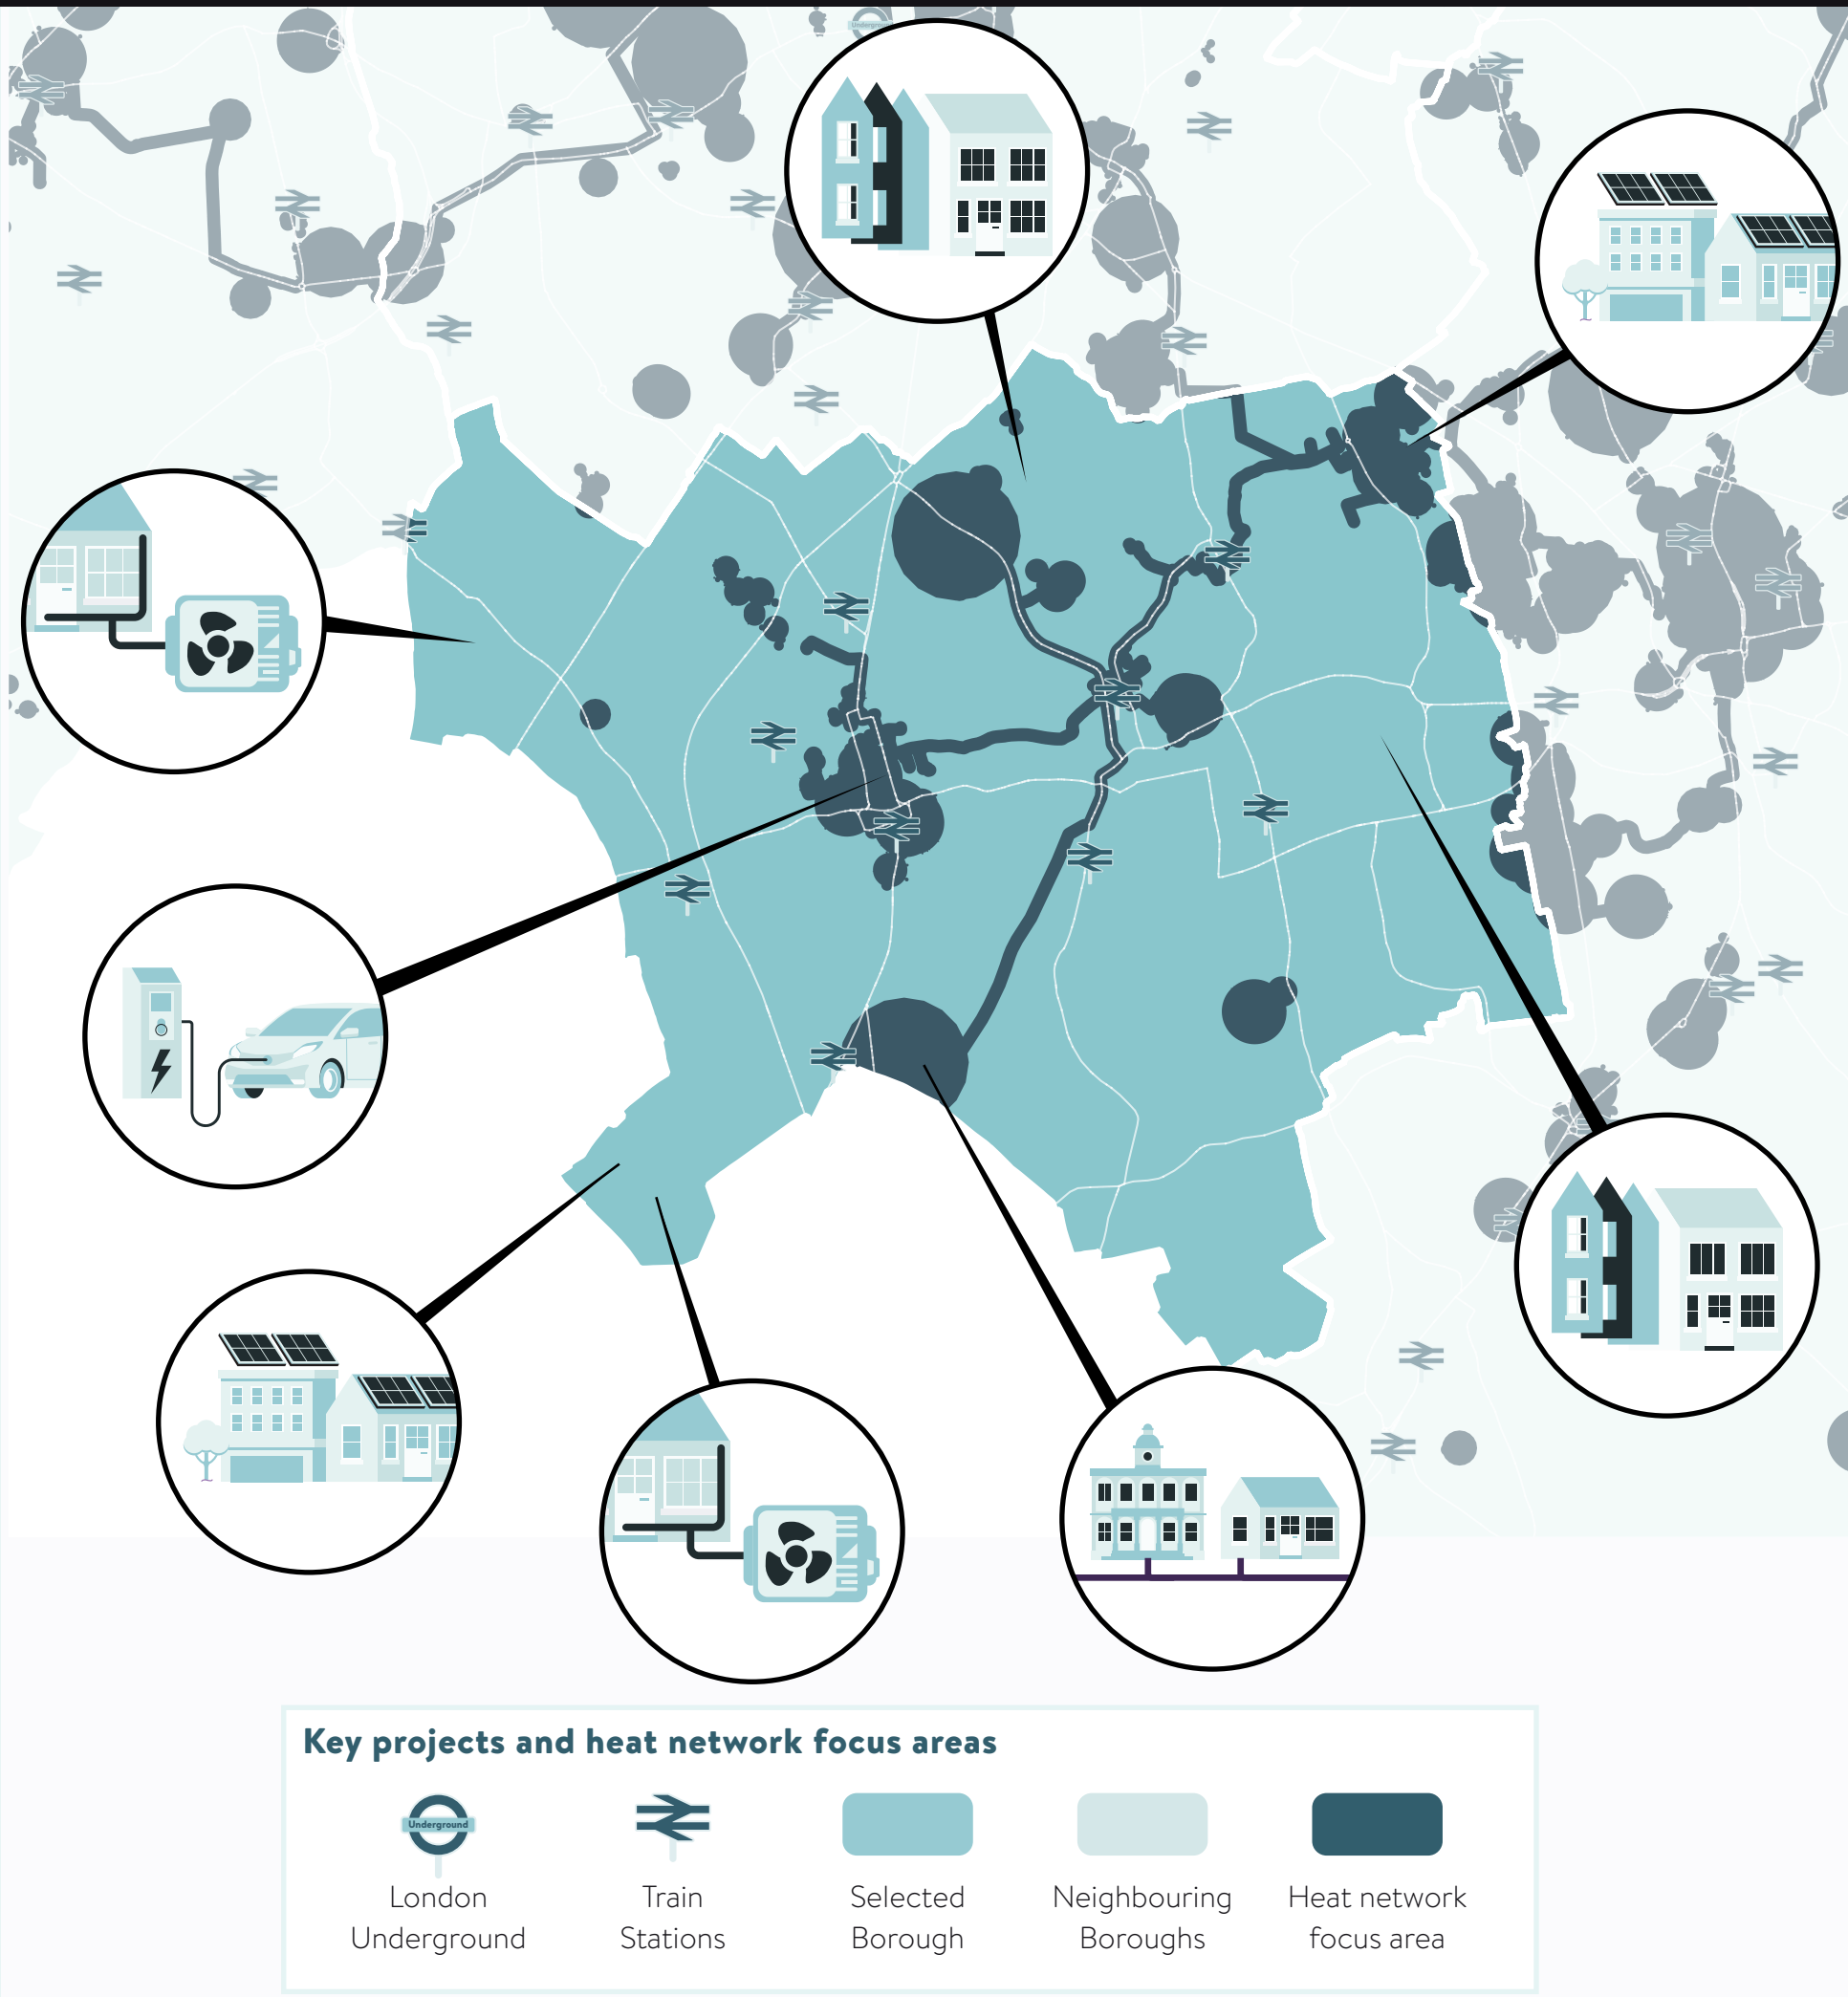 Underground
Key projects and heat network focus areas
Underground
London
Underground
Train
Stations
Selected
Borough
Neighbouring
Boroughs
Heat network
focus area